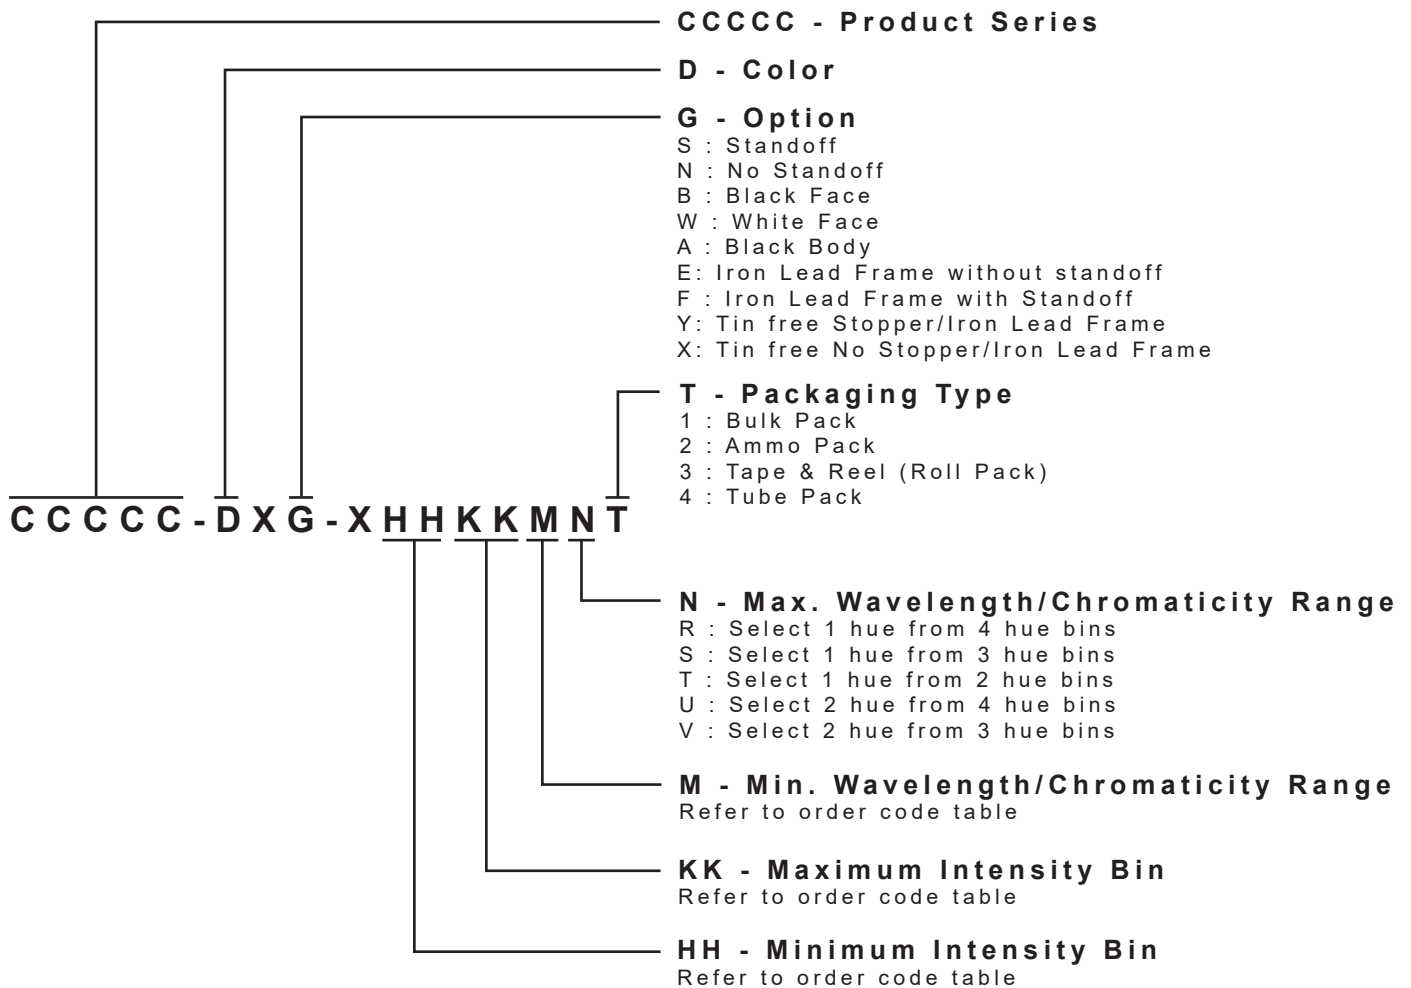 CCCCC - Product Series
D - Color
G - Option
S : Standoff
N : No Standoff
B : Black Face
W : White Face
A : Black Body
E: Iron Lead Frame without standoff
F : Iron Lead Frame with Standoff
Y: Tin free Stopper/Iron Lead Frame
X: Tin free No Stopper/Iron Lead Frame
T - Packaging Type
1 : Bulk Pack
2 : Ammo Pack
3 : Tape & Reel (Roll Pack)
4 : Tube Pack
CCCCC-DXG-XHHKKMNT
N - Max. Wavelength/Chromaticity Range
R : Select 1 hue from 4 hue bins
S : Select 1 hue from 3 hue bins
T : Select 1 hue from 2 hue bins
U : Select 2 hue from 4 hue bins
V : Select 2 hue from 3 hue bins
M - Min. Wavelength/Chromaticity Range
Refer to order code table
KK - Maximum Intensity Bin
Refer to order code table
HH - Minimum Intensity Bin
Refer to order code table